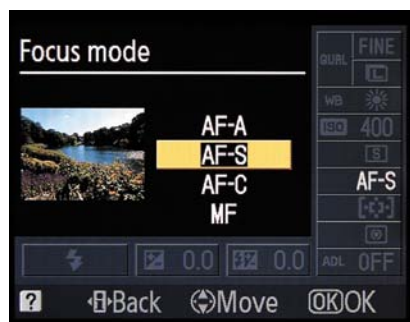 Focus mode
AF-A
AF-S
AF-C
MF
QUAL FINE
L
WB
ISO 400
S
AF-S
0.0 0.0
ADL OFF
? Back Move OK OK